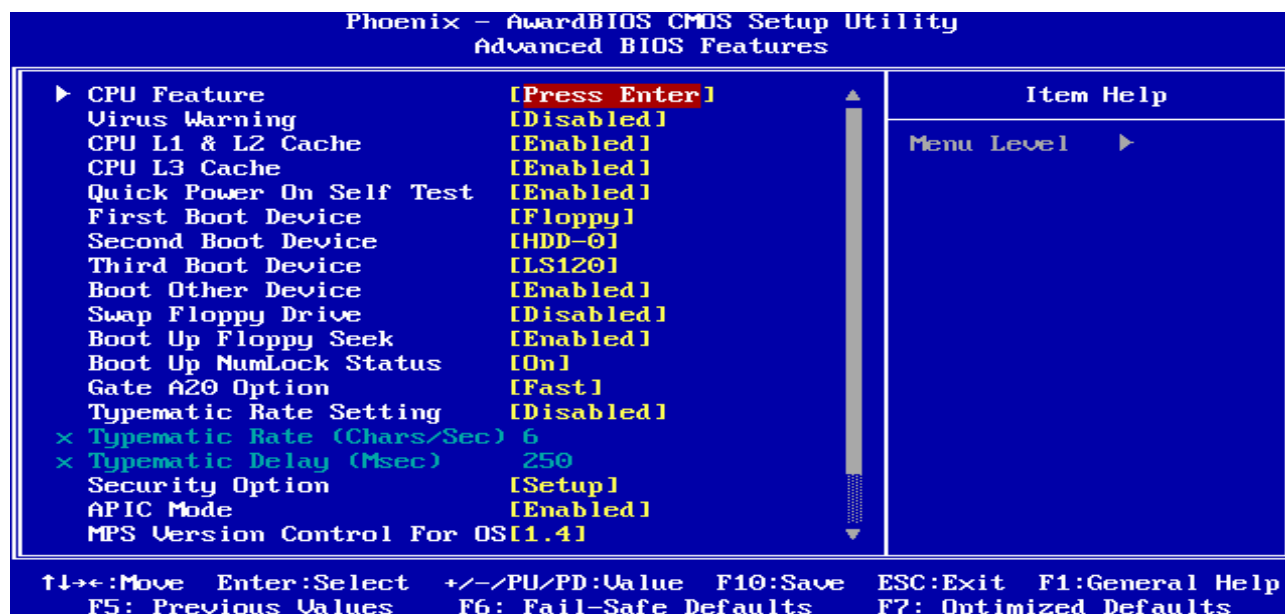 Phoenix - AwardBIOS CMOS Setup Utility
Advanced BIOS Features
CPU Feature [Press Enter]
Virus Warning [Disabled]
CPU L1 & L2 Cache [Enabled]
CPU L3 Cache [Enabled]
Quick Power On Self Test [Enabled]
First Boot Device [Floppy]
Second Boot Device [HDD-0]
Third Boot Device [LS120]
Boot Other Device [Enabled]
Swap Floppy Drive [Disabled]
Boot Up Floppy Seek [Enabled]
Boot Up NumLock Status [On]
Gate A20 Option [Fast]
Typematic Rate Setting [Disabled]
x Typematic Rate (Chars/Sec) 6
x Typematic Delay (Msec) 250
Security Option [Setup]
APIC Mode [Enabled]
MPS Version Control For OS[1.4]
Item Help
Menu Level
↑↓→←:Move Enter:Select +/-/PU/PD:Value F10:Save ESC:Exit F1:General Help
F5: Previous Values F6: Fail-Safe Defaults F7: Optimized Defaults